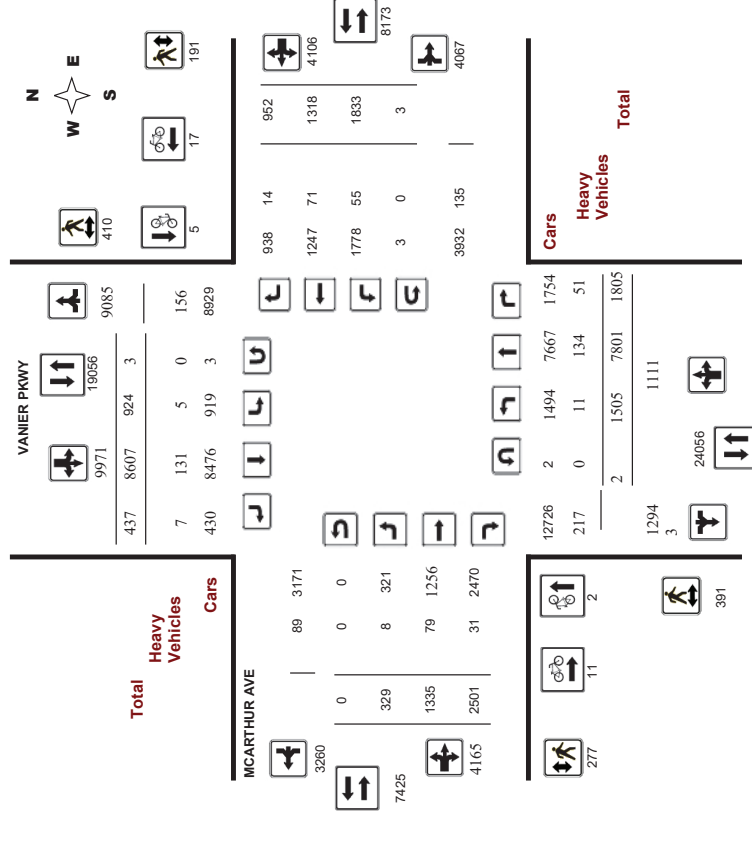 N
W E
S
VANIER PKWY
9971
19056
9085
410
5
17
191
437 8607 924 3
7 131 5 0 156
430 8476 919 3 8929
Total
Heavy
Vehicles
Cars
4106
8173
4067
938 14 952
1247 71 1318
1778 55 1833
3 0 3
3932 135
MCARTHUR AVE
3260
7425
4165
89 3171
0 0 0
329 8 321
1335 79 1256
2501 31 2470
Cars
Heavy
Vehicles
Total
12726 2 1494 7667 1754
217 0 11 134 51
2 1505 7801 1805
1294
3
1111
24056
277
11
2
391